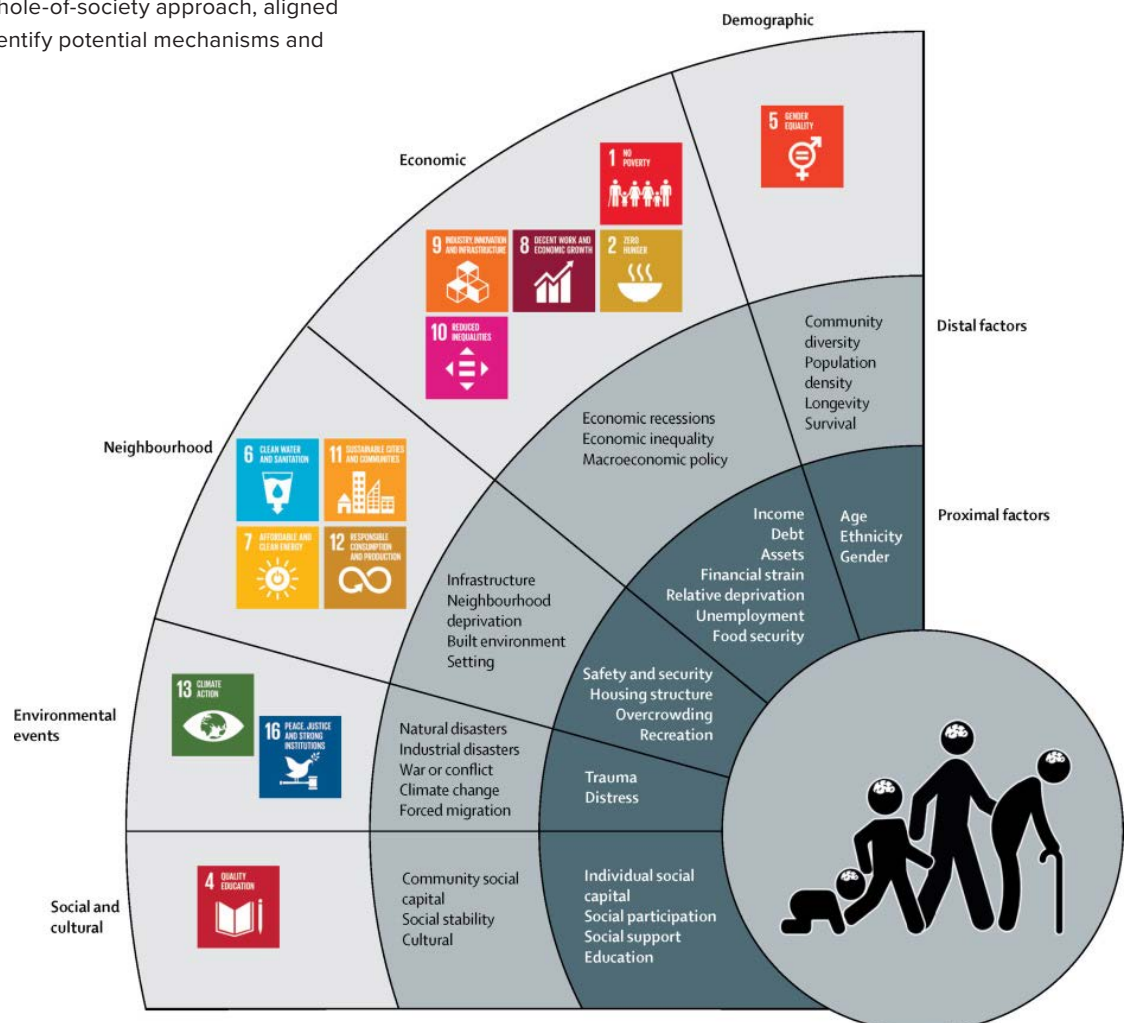 hole-of-society approach, aligned
entify potential mechanisms and
Demographic
5 GENDER
EQUALITY
Economic
1 NO
POVERTY
9 INDUSTRY, INNOVATION
AND INFRASTRUCTURE
8 DECENT WORK AND
ECONOMIC GROWTH
2 ZERO
HUNGER
10 REDUCED
INEQUALITIES
Community
diversity
Population
density
Longevity
Survival
Distal factors
Economic recessions
Economic inequality
Macroeconomic policy
Neighbourhood
6 CLEAN WATER
AND SANITATION
11 SUSTAINABLE CITIES
AND COMMUNITIES
7 AFFORDABLE AND
CLEAN ENERGY
12 RESPONSIBLE
CONSUMPTION
AND PRODUCTION
Income
Debt
Assets
Financial strain
Relative deprivation
Unemployment
Food security
Age
Ethnicity
Gender
Proximal factors
Infrastructure
Neighbourhood
deprivation
Built environment
Setting
Safety and security
Housing structure
Overcrowding
Recreation
Environmental
events
13 CLIMATE
ACTION
16 PEACE, JUSTICE
AND STRONG
INSTITUTIONS
Natural disasters
Industrial disasters
War or conflict
Climate change
Forced migration
Trauma
Distress
Social and
cultural
4 QUALITY
EDUCATION
Community social
capital
Social stability
Cultural
Individual social
capital
Social participation
Social support
Education